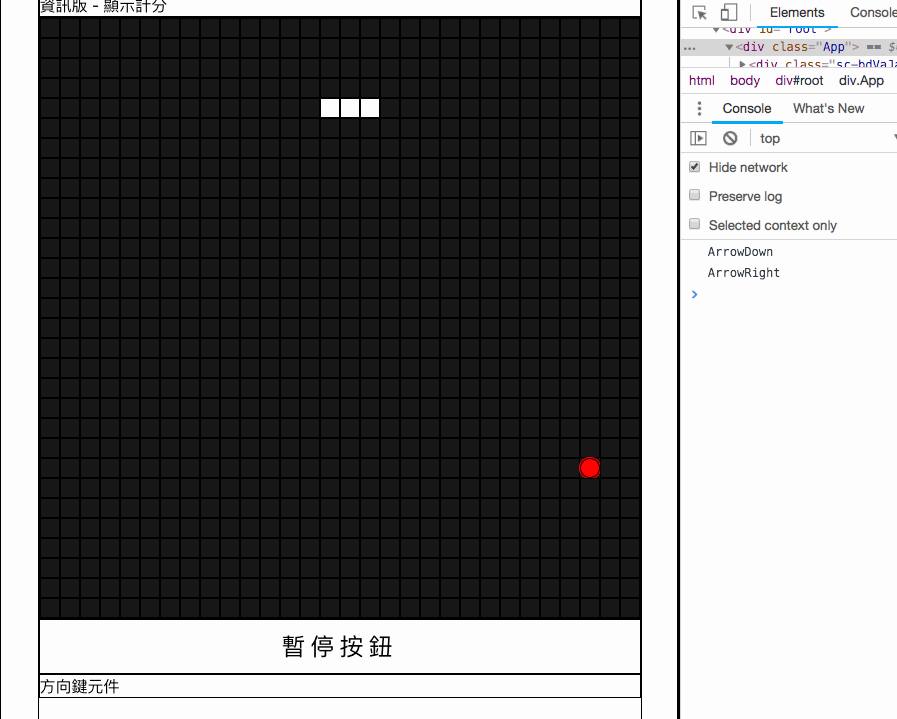 資訊版 - 顯示計分
Elements
Console
<div id="root">
... ▼<div class="App"> == $
▶<div class="sc-bdVaJa
html body div#root div.App
Console What's New
top
Hide network
Preserve log
Selected context only
ArrowDown
ArrowRight
暫停按鈕
方向鍵元件